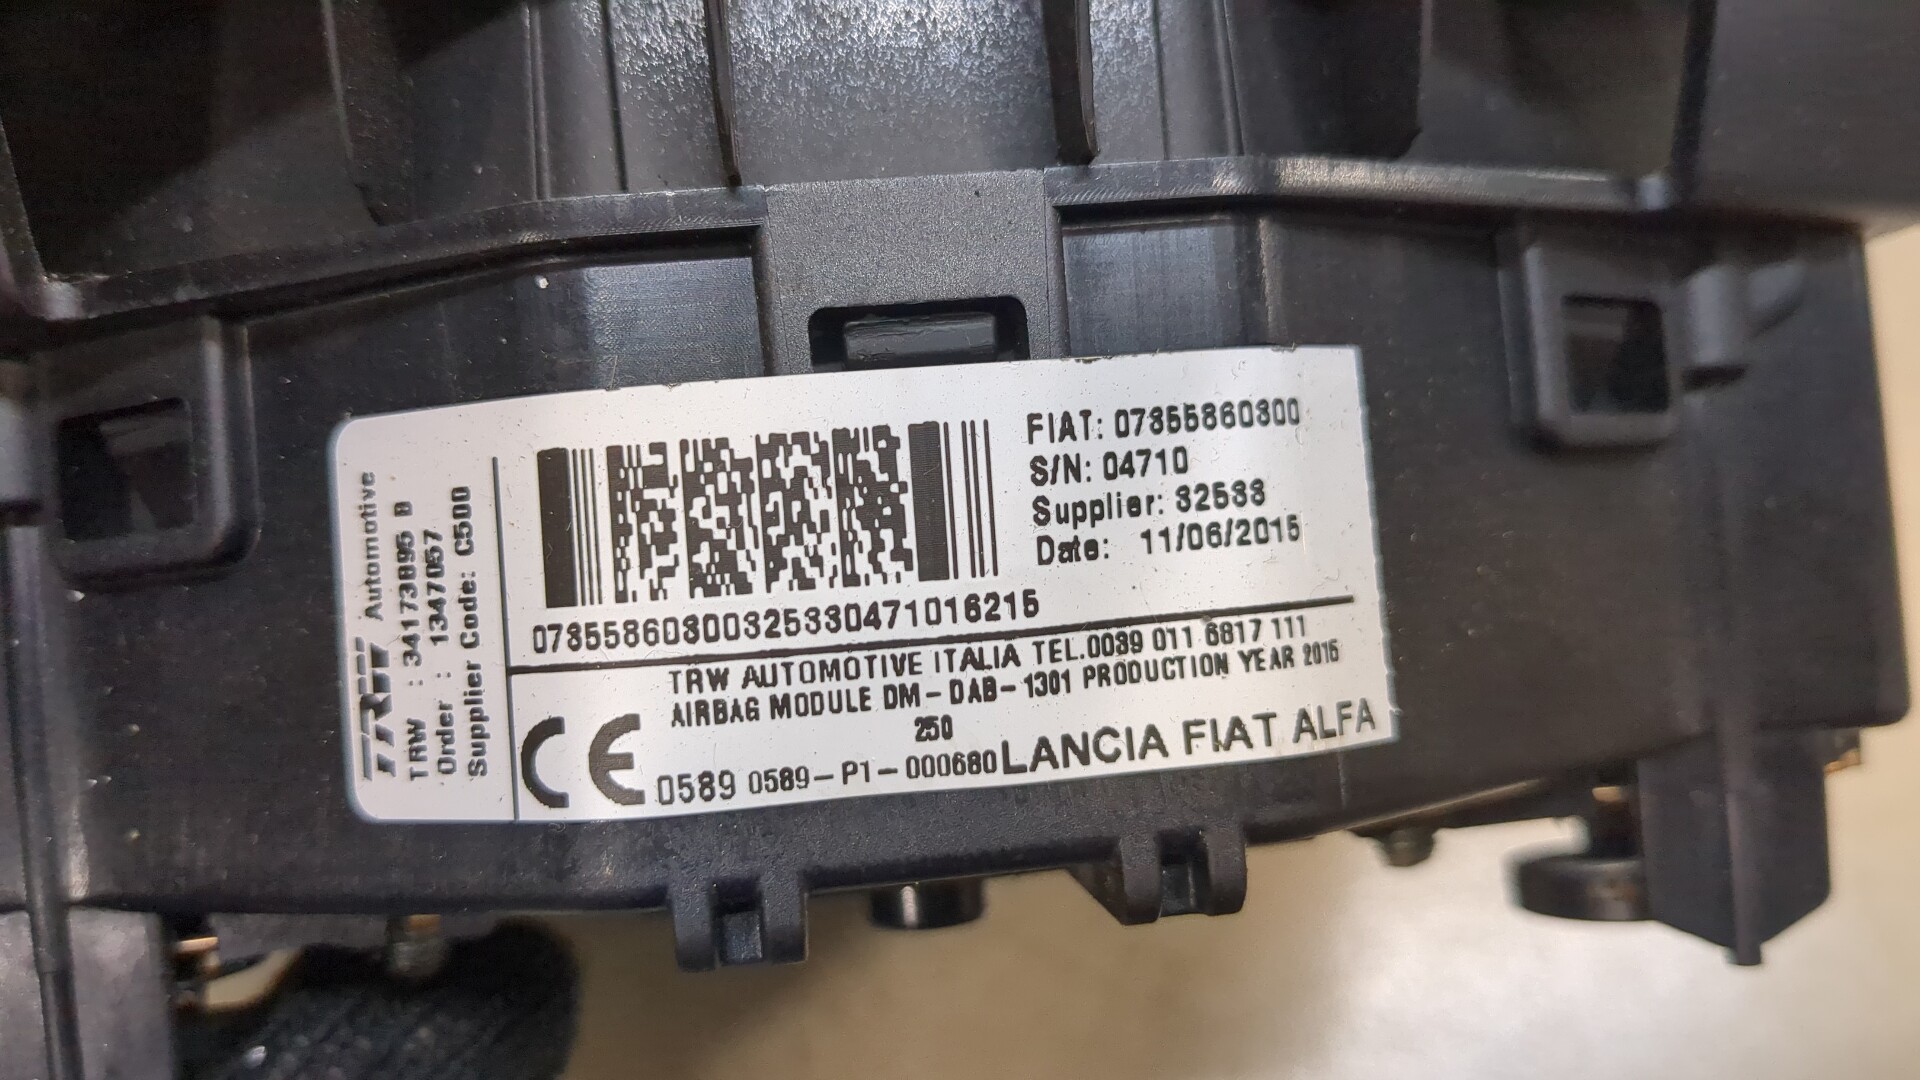 TRW Automotive
TRW : 34173895 D
Order : 1347057
Supplier Code: C500
FIAT: 07355860300
S/N: 04710
Supplier: 32533
Date: 11/06/2015
07355860300325330471016215
TRW AUTOMOTIVE ITALIA TEL.0039 011 6817 111
AIRBAG MODULE DM-DAB-1301 PRODUCTION YEAR 2015
250
CE 0589 0589-P1-000680 LANCIA FIAT ALFA